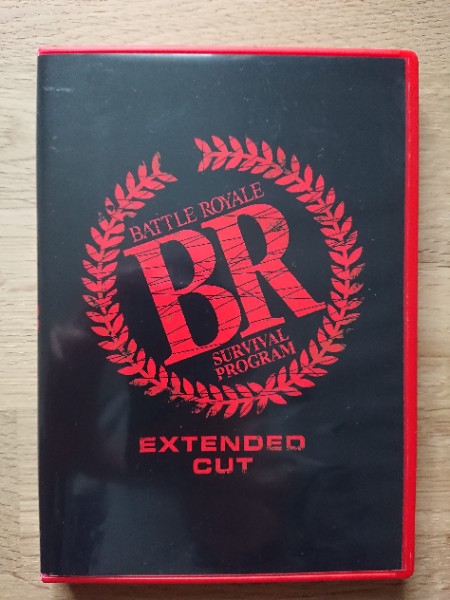 BATTLE ROYALE
BR
SURVIVAL
PROGRAM
EXTENDED
CUT